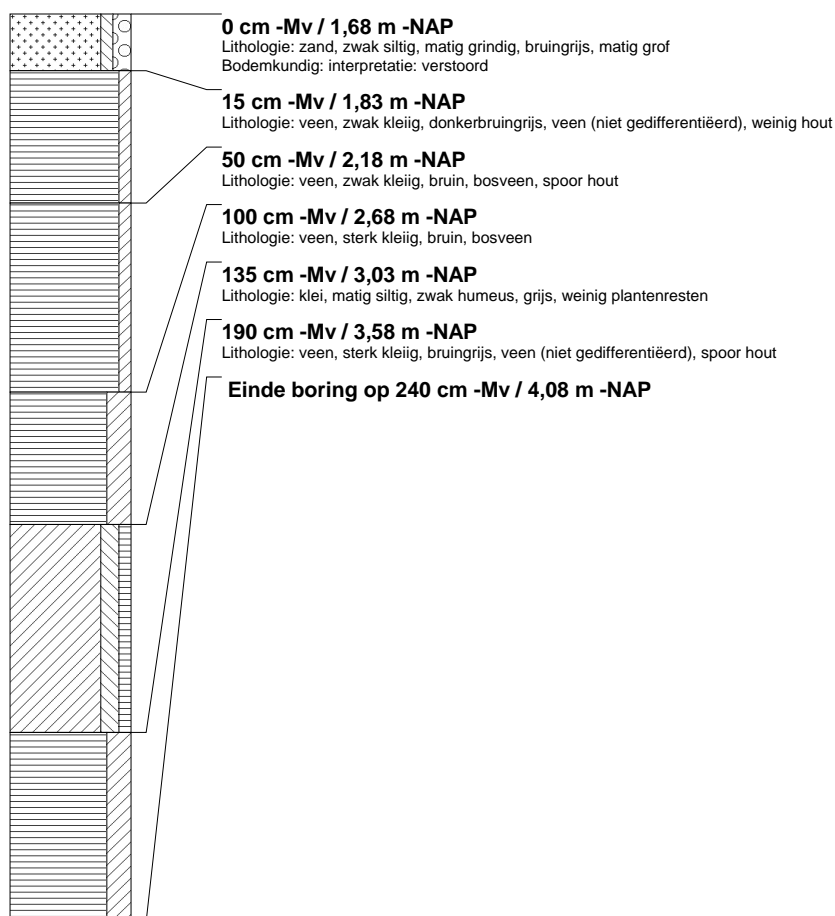 0 cm -Mv / 1,68 m -NAP
Lithologie: zand, zwak siltig, matig grindig, bruingrijs, matig grof
Bodemkundig: interpretatie: verstoord
15 cm -Mv / 1,83 m -NAP
Lithologie: veen, zwak kleiig, donkerbruingrijs, veen (niet gedifferentiëerd), weinig hout
50 cm -Mv / 2,18 m -NAP
Lithologie: veen, zwak kleiig, bruin, bosveen, spoor hout
100 cm -Mv / 2,68 m -NAP
Lithologie: veen, sterk kleiig, bruin, bosveen
135 cm -Mv / 3,03 m -NAP
Lithologie: klei, matig siltig, zwak humeus, grijs, weinig plantenresten
190 cm -Mv / 3,58 m -NAP
Lithologie: veen, sterk kleiig, bruingrijs, veen (niet gedifferentiëerd), spoor hout
Einde boring op 240 cm -Mv / 4,08 m -NAP